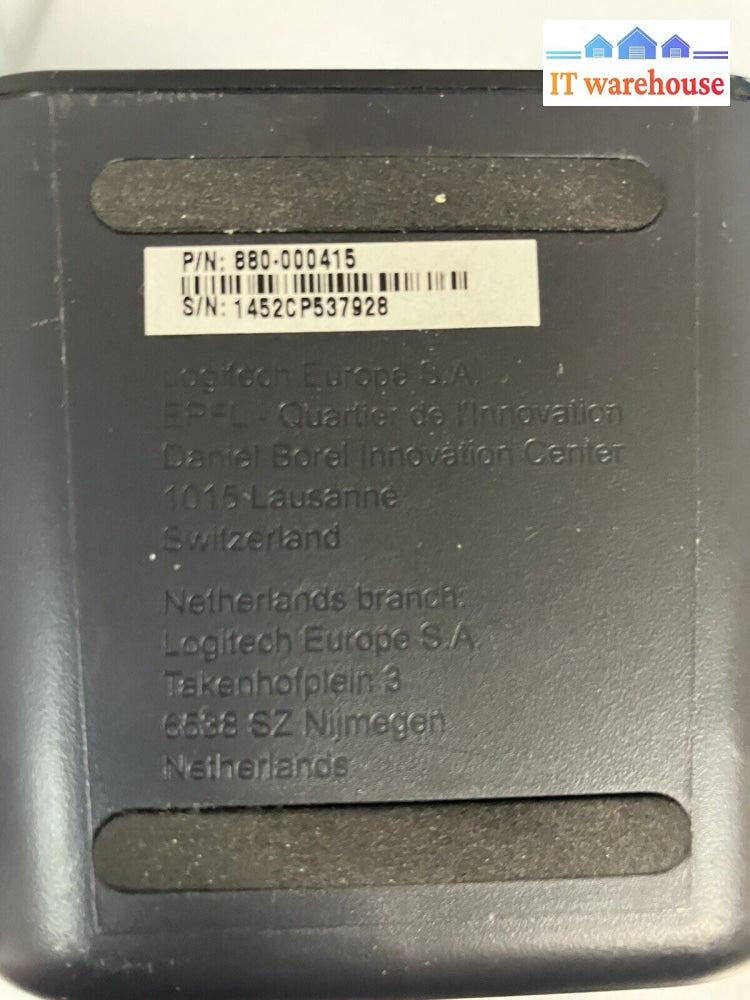 IT warehouse
P/N: 880-000415
S/N: 1452CP537928
Logitech Europe S.A.
EPFL - Quartier de l'Innovation
Daniel Borel Innovation Center
1015 Lausanne
Switzerland
Netherlands branch:
Logitech Europe S.A.
Takenhofplein 3
6538 SZ Nijmegen
Netherlands